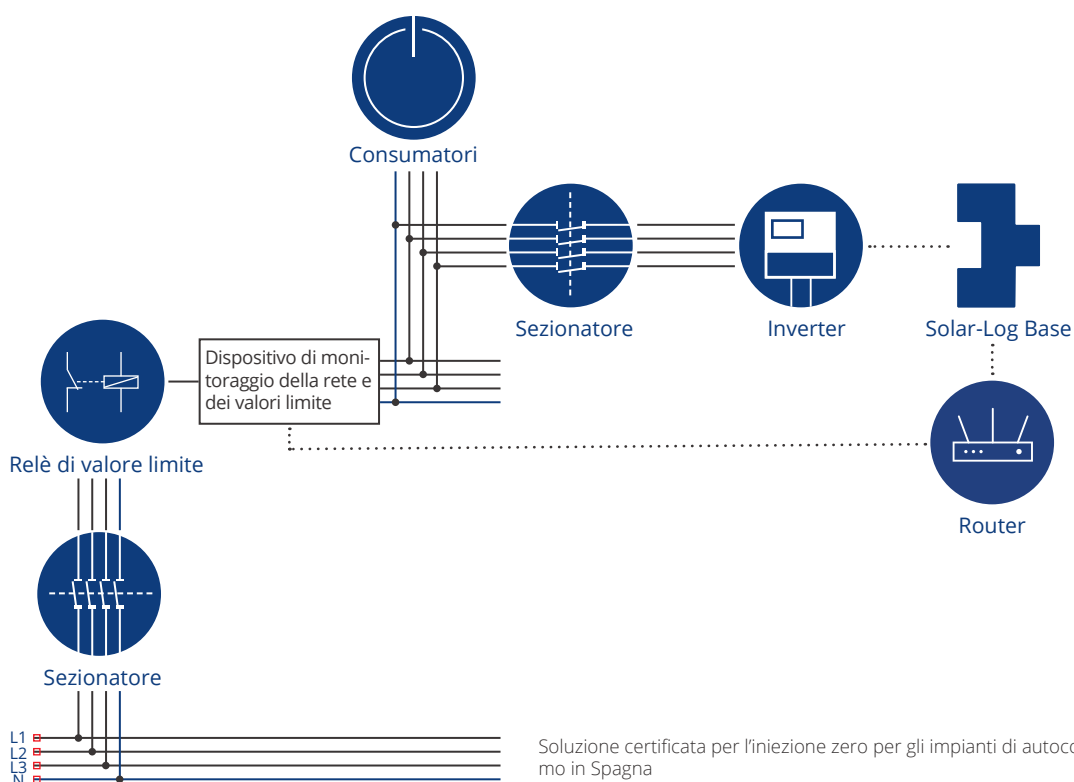 Consumatori
Sezionatore
Inverter
Solar-Log Base
Dispositivo di moni-
toraggio della rete e
dei valori limite
Relè di valore limite
Router
Sezionatore
L1
L2
L3
N
Soluzione certificata per l'iniezione zero per gli impianti di
mo in Spagna